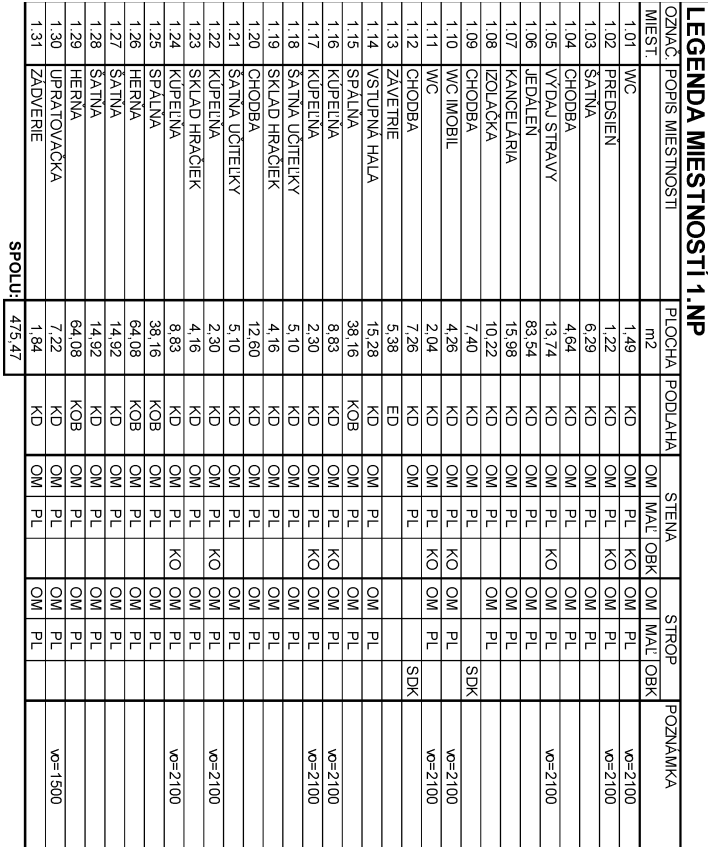 LEGENDA MIESTNOSTÍ 1.NP
OZNAČ. POPIS MIESTNOSTI PLOCHA PODLAHA STENA STROP POZNÁMKA
MIEST. m2 OM MAĽ OBK OM MAĽ OBK
1.01 WC 1,49 KD OM PL KO OM PL vo=2100
1.02 PREDSIEŇ 1,22 KD OM PL KO OM PL vo=2100
1.03 ŠATŇA 6,29 KD OM PL OM PL
1.04 CHODBA 4,64 KD OM PL OM PL
1.05 VÝDAJ STRAVY 13,74 KD OM PL KO OM PL vo=2100
1.06 JEDÁLEŇ 83,54 KD OM PL OM PL
1.07 KANCELÁRIA 15,98 KD OM PL OM PL
1.08 IZOLAČKA 10,22 KD OM PL OM PL
1.09 CHODBA 7,40 KD OM PL SDK
1.10 WC IMOBIL 4,26 KD OM PL KO OM PL vo=2100
1.11 WC 2,04 KD OM PL KO OM PL vo=2100
1.12 CHODBA 7,26 KD OM PL SDK
1.13 ZÁVETRIE 5,38 ED
1.14 VSTUPNÁ HALA 15,28 KD OM PL OM PL
1.15 SPÁLŇA 38,16 KOB OM PL OM PL
1.16 KÚPEĽŇA 8,83 KD OM PL KO OM PL vo=2100
1.17 KÚPEĽŇA 2,30 KD OM PL KO OM PL vo=2100
1.18 ŠATŇA UČITEĽKY 5,10 KD OM PL OM PL
1.19 SKLAD HRAČIEK 4,16 KD OM PL OM PL
1.20 CHODBA 12,60 KD OM PL OM PL
1.21 ŠATŇA UČITEĽKY 5,10 KD OM PL OM PL
1.22 KÚPEĽŇA 2,30 KD OM PL KO OM PL vo=2100
1.23 SKLAD HRAČIEK 4,16 KD OM PL OM PL
1.24 KÚPEĽŇA 8,83 KD OM PL KO OM PL vo=2100
1.25 SPÁLŇA 38,16 KOB OM PL OM PL
1.26 HERŇA 64,08 KOB OM PL OM PL
1.27 ŠATŇA 14,92 KD OM PL OM PL
1.28 ŠATŇA 14,92 KD OM PL OM PL
1.29 HERŇA 64,08 KOB OM PL OM PL
1.30 UPRATOVAČKA 7,22 KD OM PL OM PL vo=1500
1.31 ZÁDVERIE 1,84 KD OM PL OM PL
SPOLU: 475,47